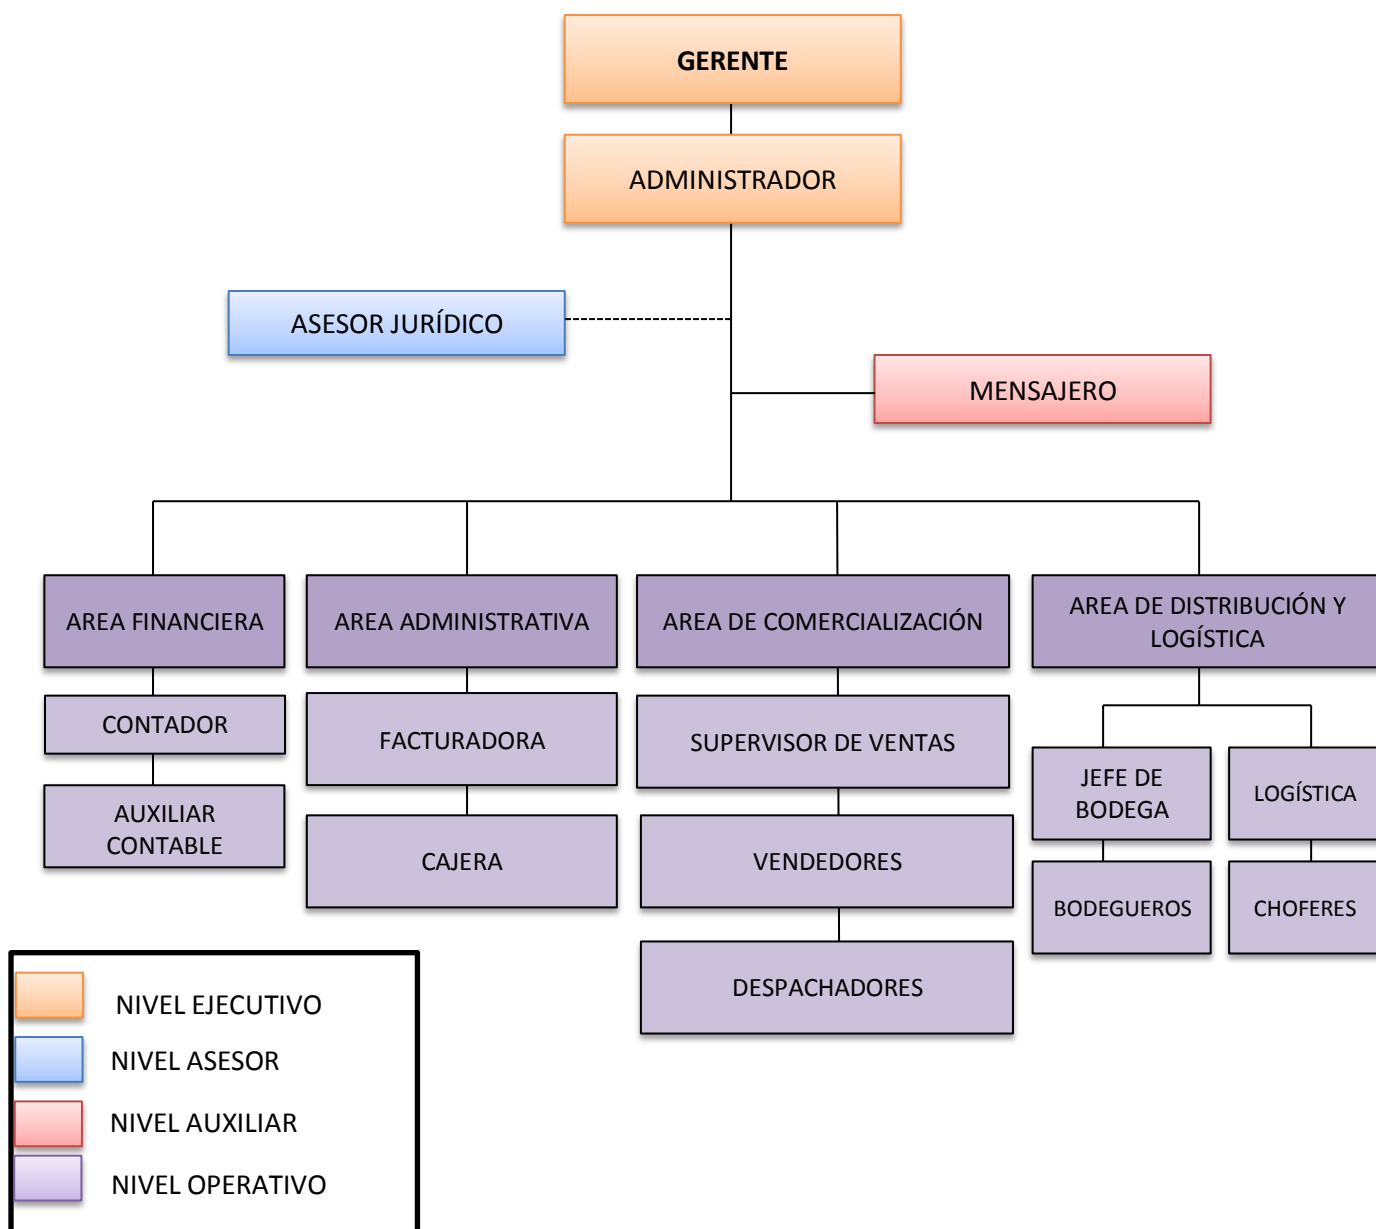 GERENTE
ADMINISTRADOR
ASESOR JURÍDICO
MENSAJERO
AREA FINANCIERA
AREA ADMINISTRATIVA
AREA DE COMERCIALIZACIÓN
AREA DE DISTRIBUCIÓN Y
LOGÍSTICA
CONTADOR
FACTURADORA
SUPERVISOR DE VENTAS
JEFE DE
BODEGA
LOGÍSTICA
AUXILIAR
CONTABLE
CAJERA
VENDEDORES
BODEGUEROS
CHOFERES
DESPACHADORES
NIVEL EJECUTIVO
NIVEL ASESOR
NIVEL AUXILIAR
NIVEL OPERATIVO